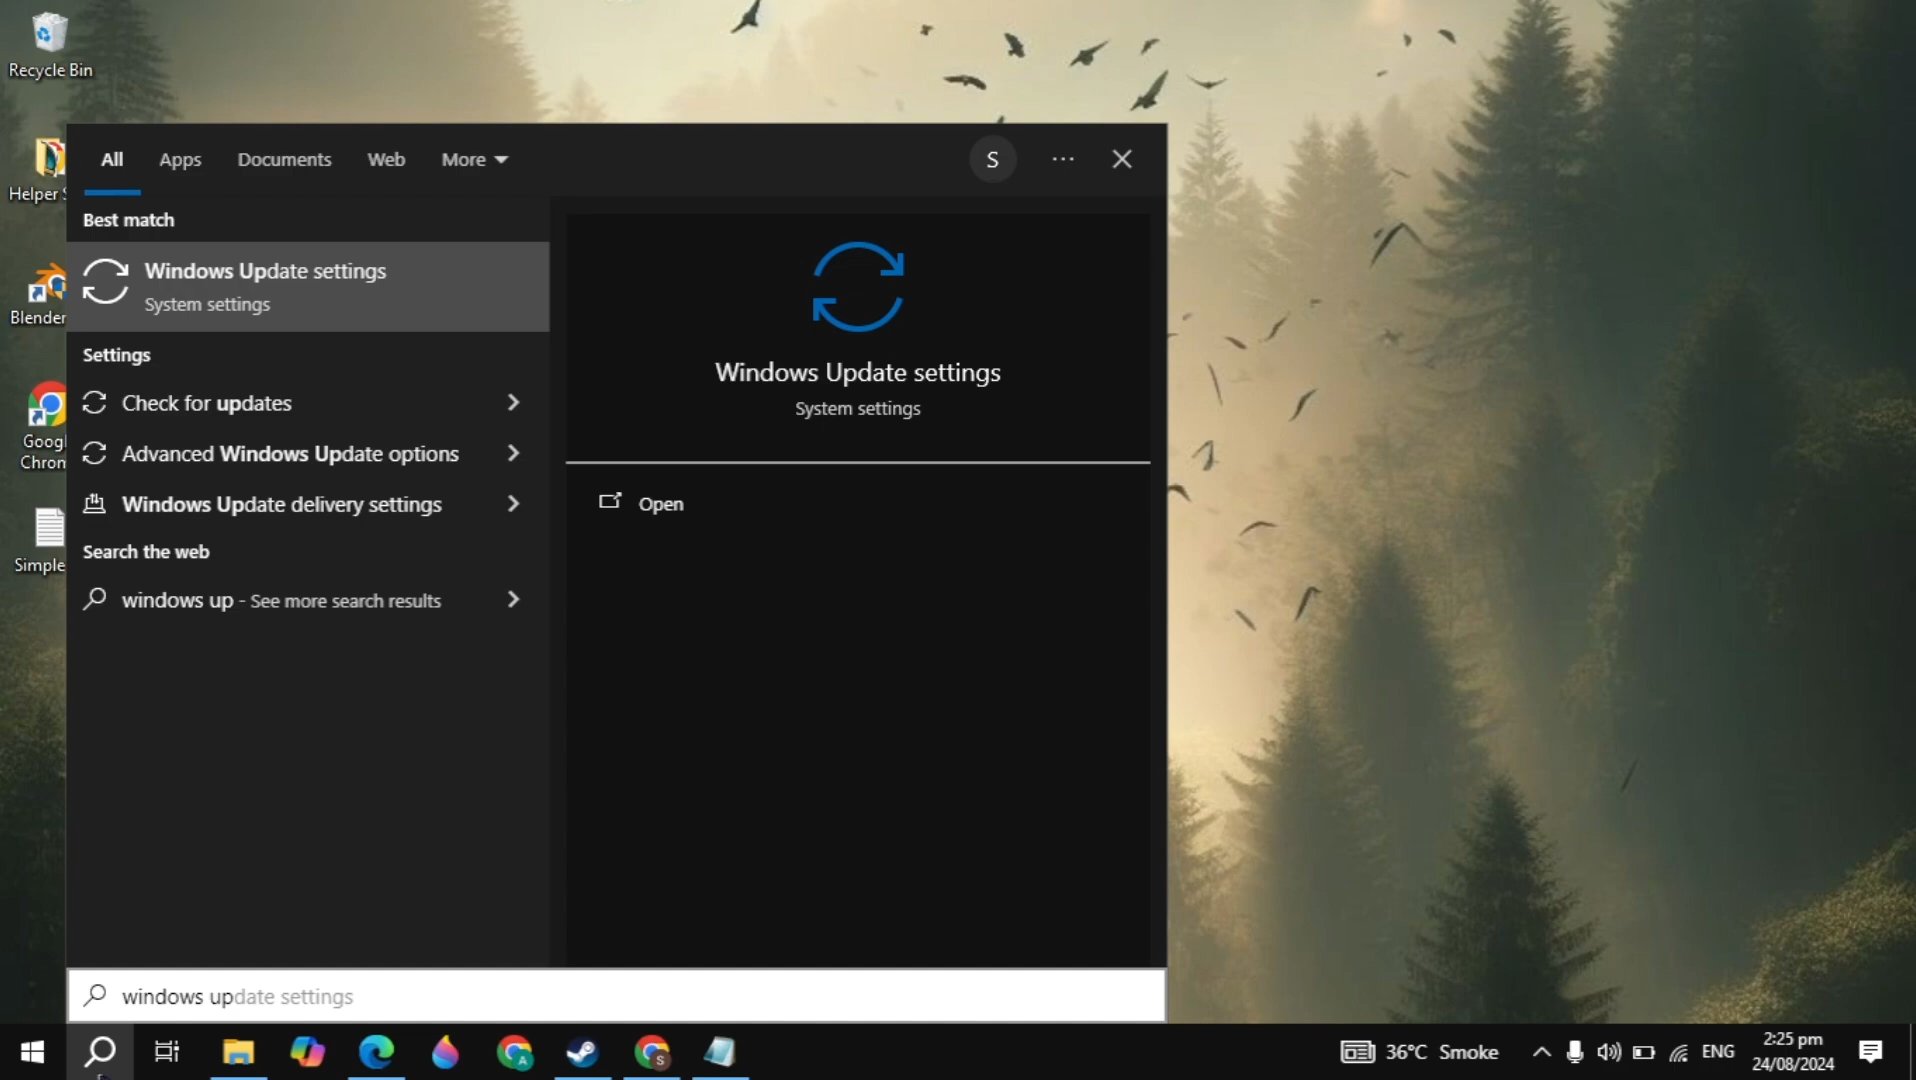 Recycle Bin
Helper S
Blender
Googl
Chrom
Simple
All Apps Documents Web More S ...
Best match
Windows Update settings
System settings
Settings
Check for updates
Advanced Windows Update options
Windows Update delivery settings
Search the web
windows up - See more search results
Windows Update settings
System settings
Open
windows update settings
A
S
36°C Smoke
ENG
2:25 pm
24/08/2024